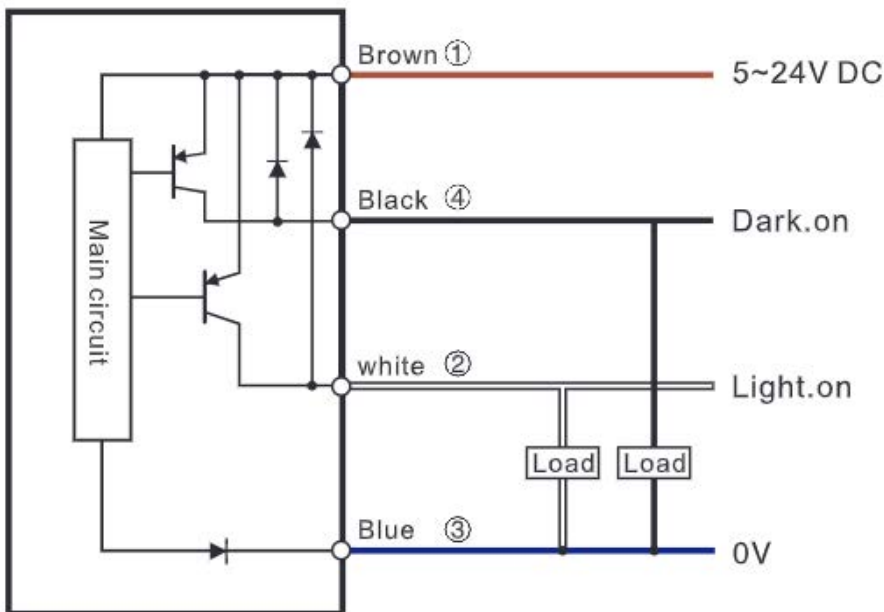 Brown ① 5~24V DC
Black ④ Dark.on
Main circuit
white ② Light.on
Load Load
Blue ③ 0V